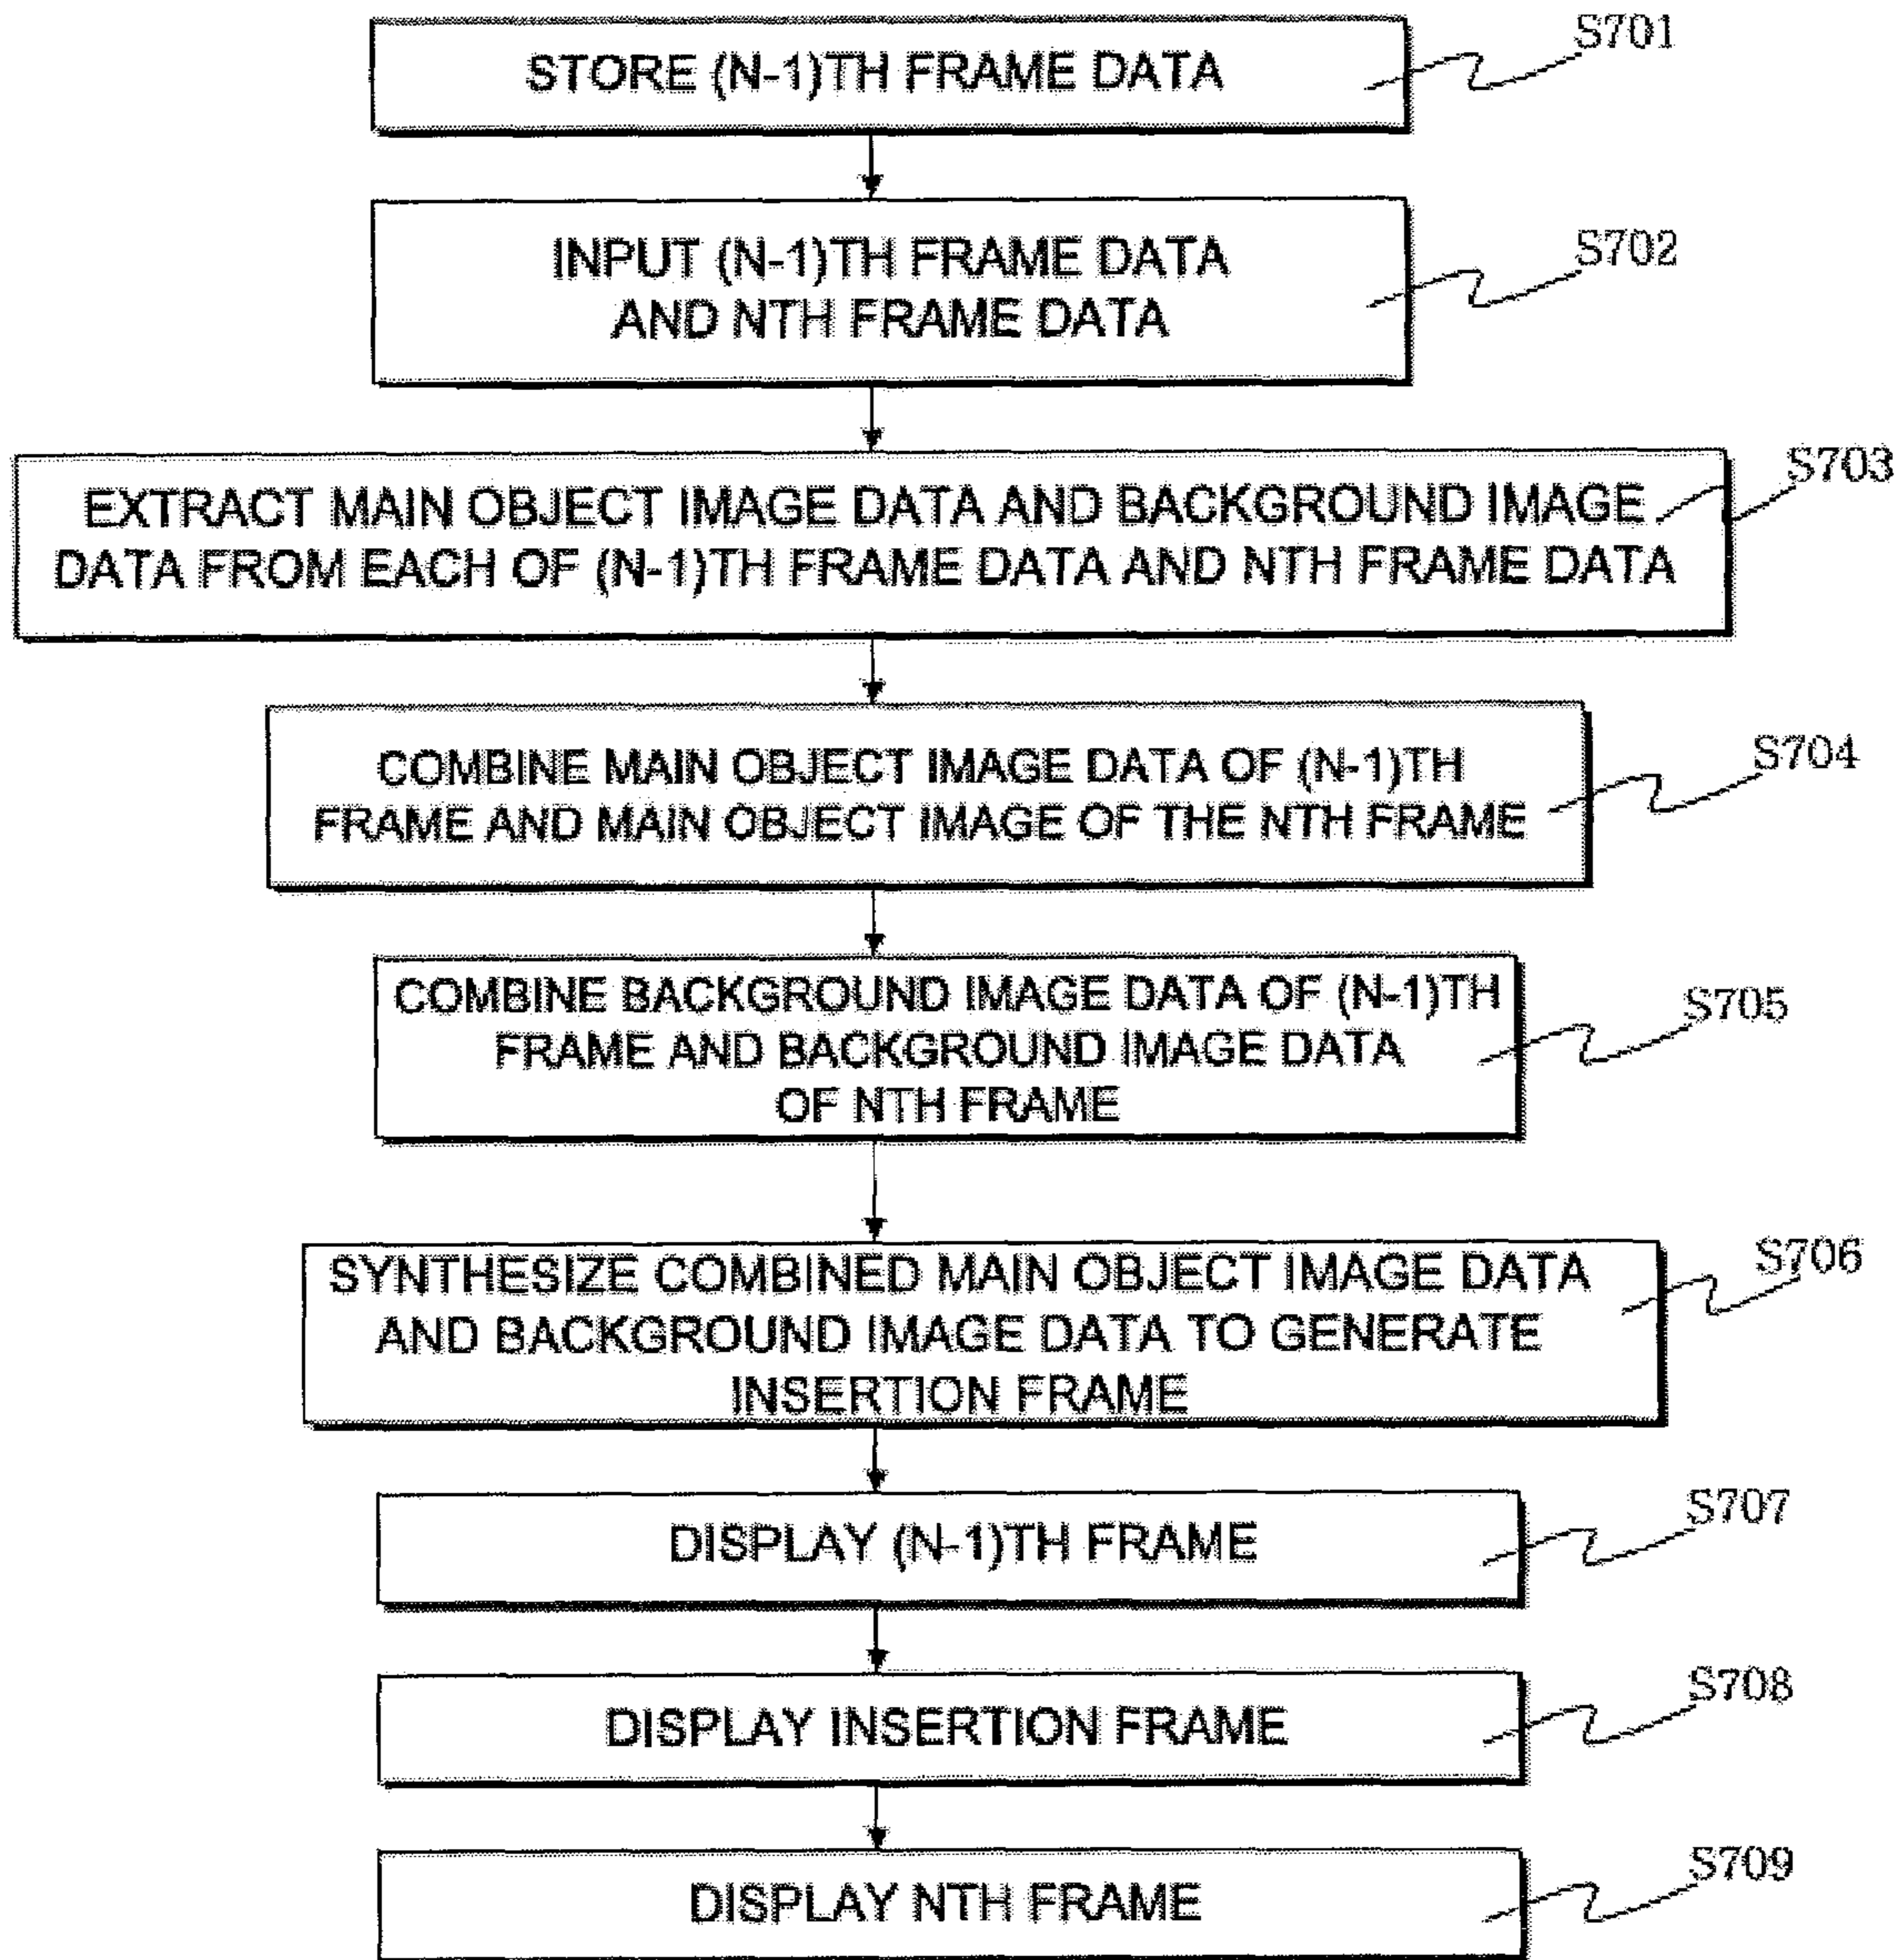 STORE (N-1)TH FRAME DATA
S701
INPUT (N-1)TH FRAME DATA
AND NTH FRAME DATA
S702
EXTRACT MAIN OBJECT IMAGE DATA AND BACKGROUND IMAGE
DATA FROM EACH OF (N-1)TH FRAME DATA AND NTH FRAME DATA
S703
COMBINE MAIN OBJECT IMAGE DATA OF (N-1)TH
FRAME AND MAIN OBJECT IMAGE OF THE NTH FRAME
S704
COMBINE BACKGROUND IMAGE DATA OF (N-1)TH
FRAME AND BACKGROUND IMAGE DATA
OF NTH FRAME
S705
SYNTHESIZE COMBINED MAIN OBJECT IMAGE DATA
AND BACKGROUND IMAGE DATA TO GENERATE
INSERTION FRAME
S706
DISPLAY (N-1)TH FRAME
S707
DISPLAY INSERTION FRAME
S708
DISPLAY NTH FRAME
S709